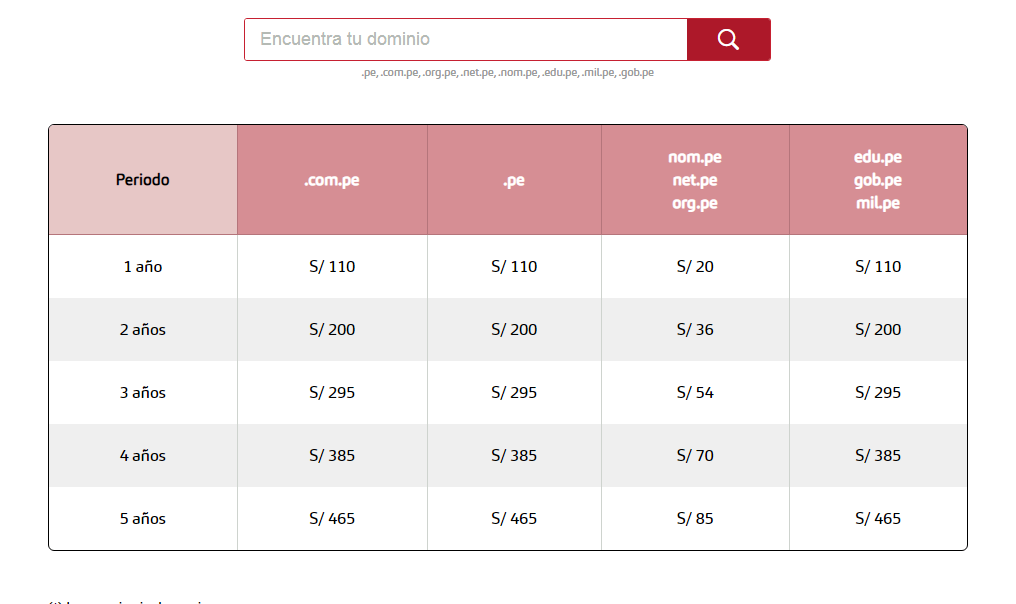 Encuentra tu dominio
.pe, .com.pe, .org.pe, .net.pe, .nom.pe, .edu.pe, .mil.pe, .gob.pe
Periodo .com.pe .pe nom.pe net.pe org.pe edu.pe gob.pe mil.pe
1 año S/ 110 S/ 110 S/ 20 S/ 110
2 años S/ 200 S/ 200 S/ 36 S/ 200
3 años S/ 295 S/ 295 S/ 54 S/ 295
4 años S/ 385 S/ 385 S/ 70 S/ 385
5 años S/ 465 S/ 465 S/ 85 S/ 465